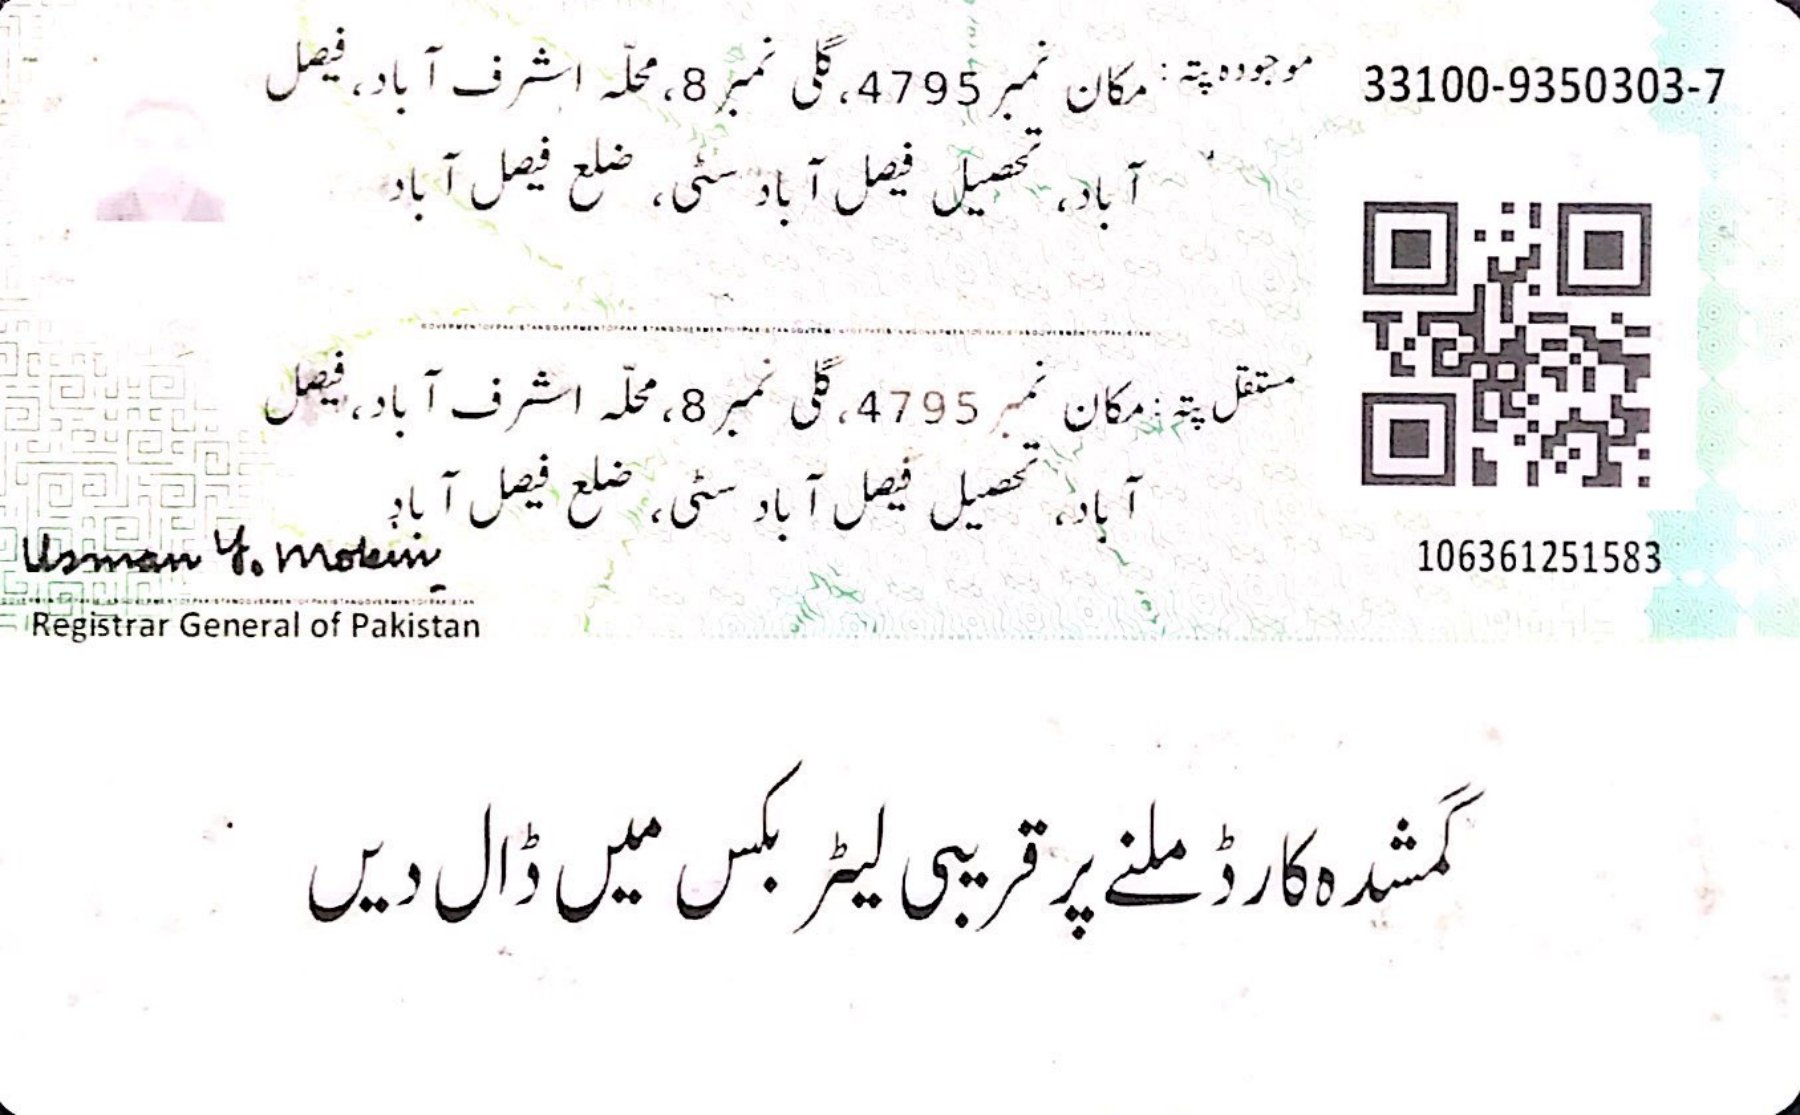 موجودہ پتہ: مکان نمبر 4795، گلی نمبر 8، محلّہ اشرف آباد، فیصل
آباد، تحصیل فیصل آباد سٹی، ضلع فیصل آباد
33100-9350303-7
مستقل پتہ: مکان نمبر 4795، گلی نمبر 8، محلّہ اشرف آباد، فیصل
آباد، تحصیل فیصل آباد سٹی، ضلع فیصل آباد
106361251583
Usman Y. Mobin
Registrar General of Pakistan
گمشدہ کارڈ ملنے پر قریبی لیٹر بکس میں ڈال دیں